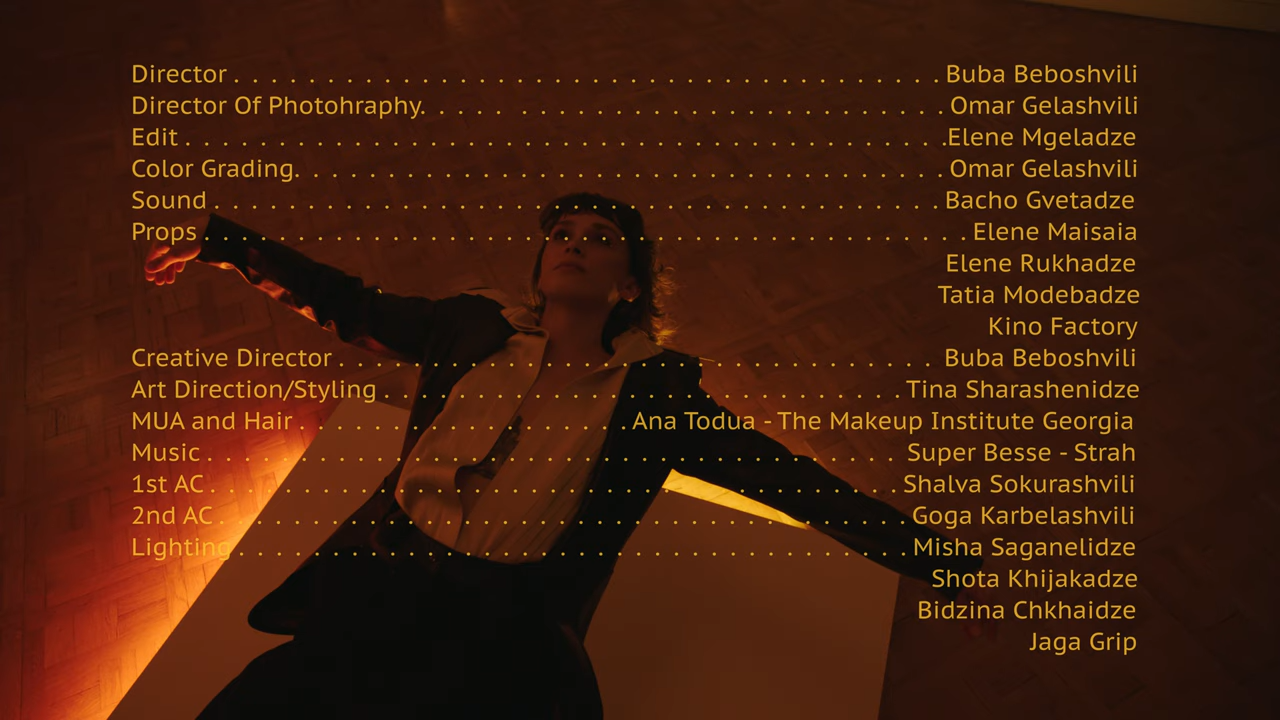 Director . . . . . . . . . . . . . . . . . . . . . . . . . . . . . . . . . . . . . . Buba Beboshvili
Director Of Photohraphy. . . . . . . . . . . . . . . . . . . . . . . . . . . . Omar Gelashvili
Edit . . . . . . . . . . . . . . . . . . . . . . . . . . . . . . . . . . . . . . . . .Elene Mgeladze
Color Grading. . . . . . . . . . . . . . . . . . . . . . . . . . . . . . . . . . . Omar Gelashvili
Sound . . . . . . . . . . . . . . . . . . . . . . . . . . . . . . . . . . . . . . . Bacho Gvetadze
Props . . . . . . . . . . . . . . . . . . . . . . . . . . . . . . . . . . . . . . . . . Elene Maisaia
Elene Rukhadze
Tatia Modebadze
Kino Factory
Creative Director . . . . . . . . . . . . . . . . . . . . . . . . . . . . . . . . Buba Beboshvili
Art Direction/Styling . . . . . . . . . . . . . . . . . . . . . . . . . . . . Tina Sharashenidze
MUA and Hair . . . . . . . . . . . . . . . . . . Ana Todua - The Makeup Institute Georgia
Music . . . . . . . . . . . . . . . . . . . . . . . . . . . . . . . . . . . . . Super Besse - Strah
1st AC . . . . . . . . . . . . . . . . . . . . . . . . . . . . . . . . . . . . . Shalva Sokurashvili
2nd AC . . . . . . . . . . . . . . . . . . . . . . . . . . . . . . . . . . . . . Goga Karbelashvili
Lighting . . . . . . . . . . . . . . . . . . . . . . . . . . . . . . . . . . . . Misha Saganelidze
Shota Khijakadze
Bidzina Chkhaidze
Jaga Grip